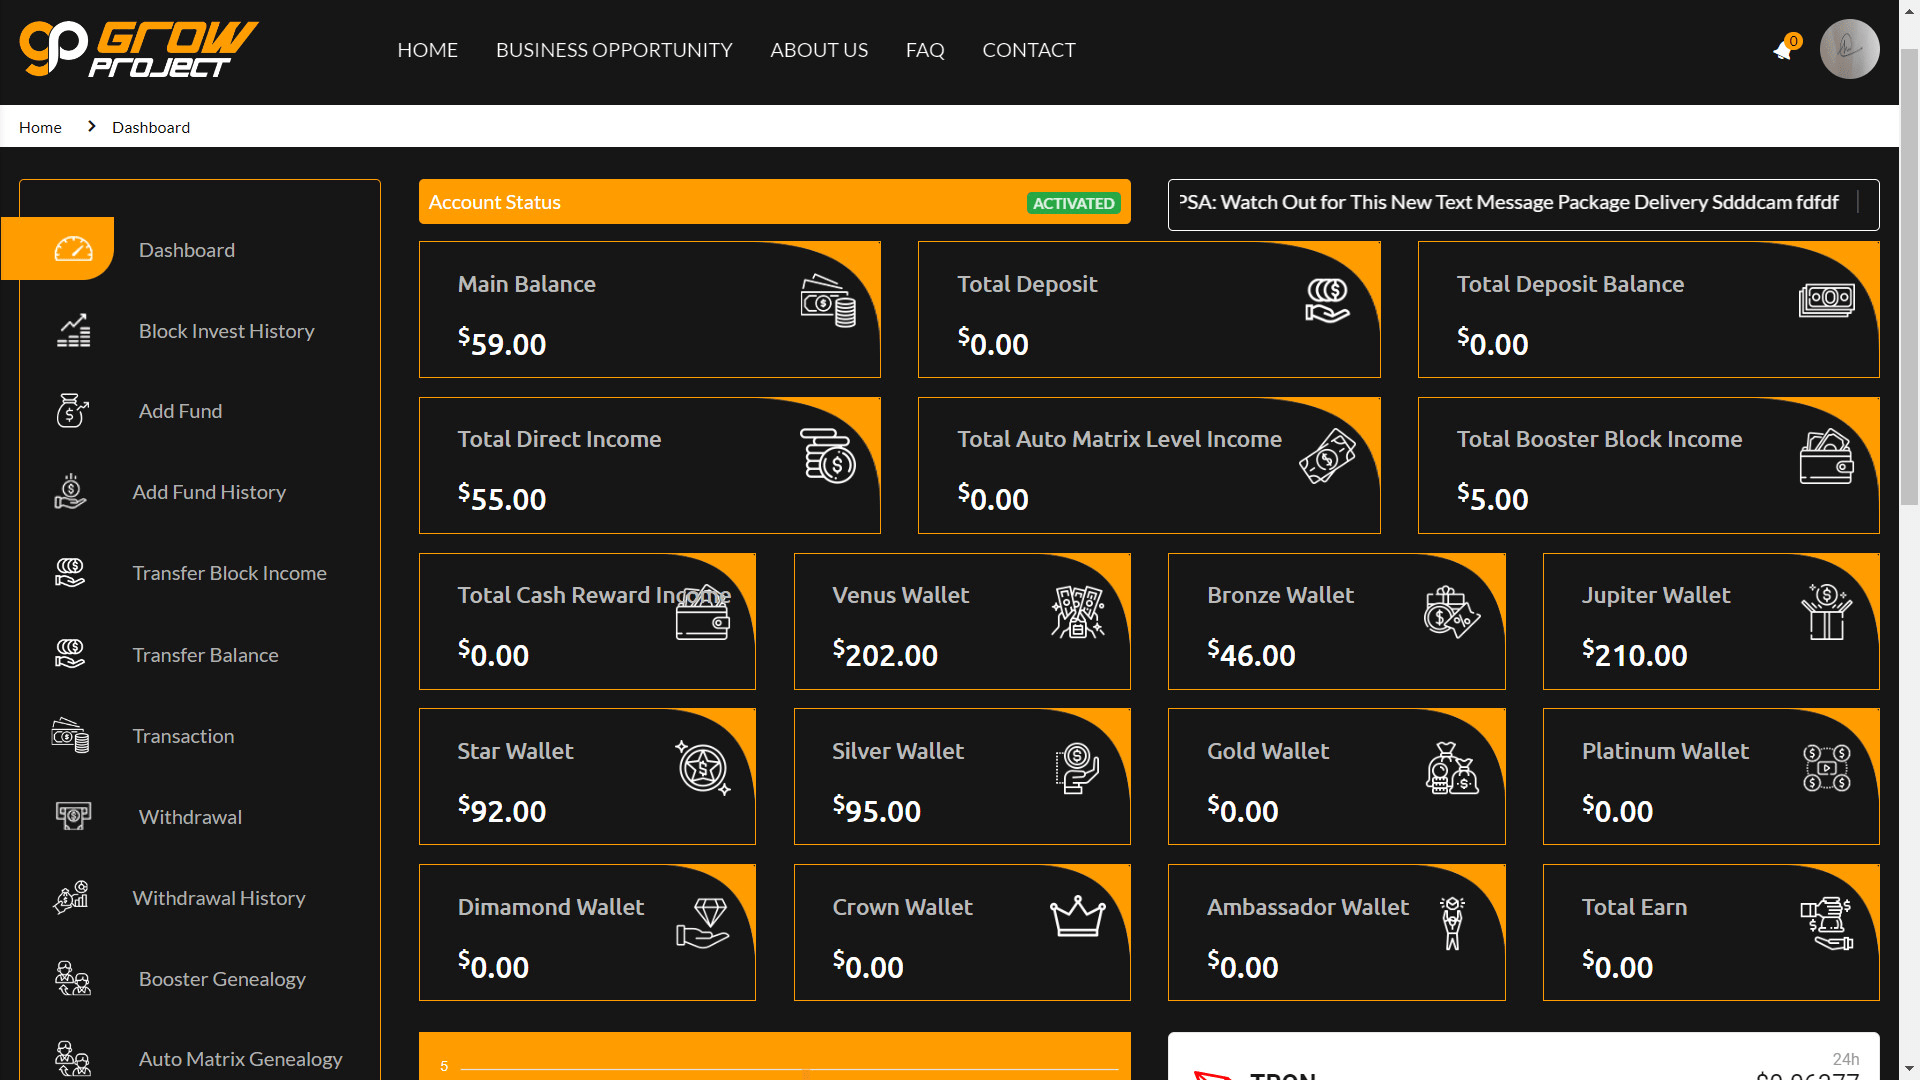 GROW
PROJECT
HOME
BUSINESS OPPORTUNITY
ABOUT US
FAQ
CONTACT
0
Home
Dashboard
Dashboard
Block Invest History
Add Fund
Add Fund History
Transfer Block Income
Transfer Balance
Transaction
Withdrawal
Withdrawal History
Booster Genealogy
Auto Matrix Genealogy
Account Status
ACTIVATED
PSA: Watch Out for This New Text Message Package Delivery Sdddcam fdfdf
Main Balance
$59.00
Total Deposit
$0.00
Total Deposit Balance
$0.00
Total Direct Income
$55.00
Total Auto Matrix Level Income
$0.00
Total Booster Block Income
$5.00
Total Cash Reward Income
$0.00
Venus Wallet
$202.00
Bronze Wallet
$46.00
Jupiter Wallet
$210.00
Star Wallet
$92.00
Silver Wallet
$95.00
Gold Wallet
$0.00
Platinum Wallet
$0.00
Dimamond Wallet
$0.00
Crown Wallet
$0.00
Ambassador Wallet
$0.00
Total Earn
$0.00
5
24h
TRON